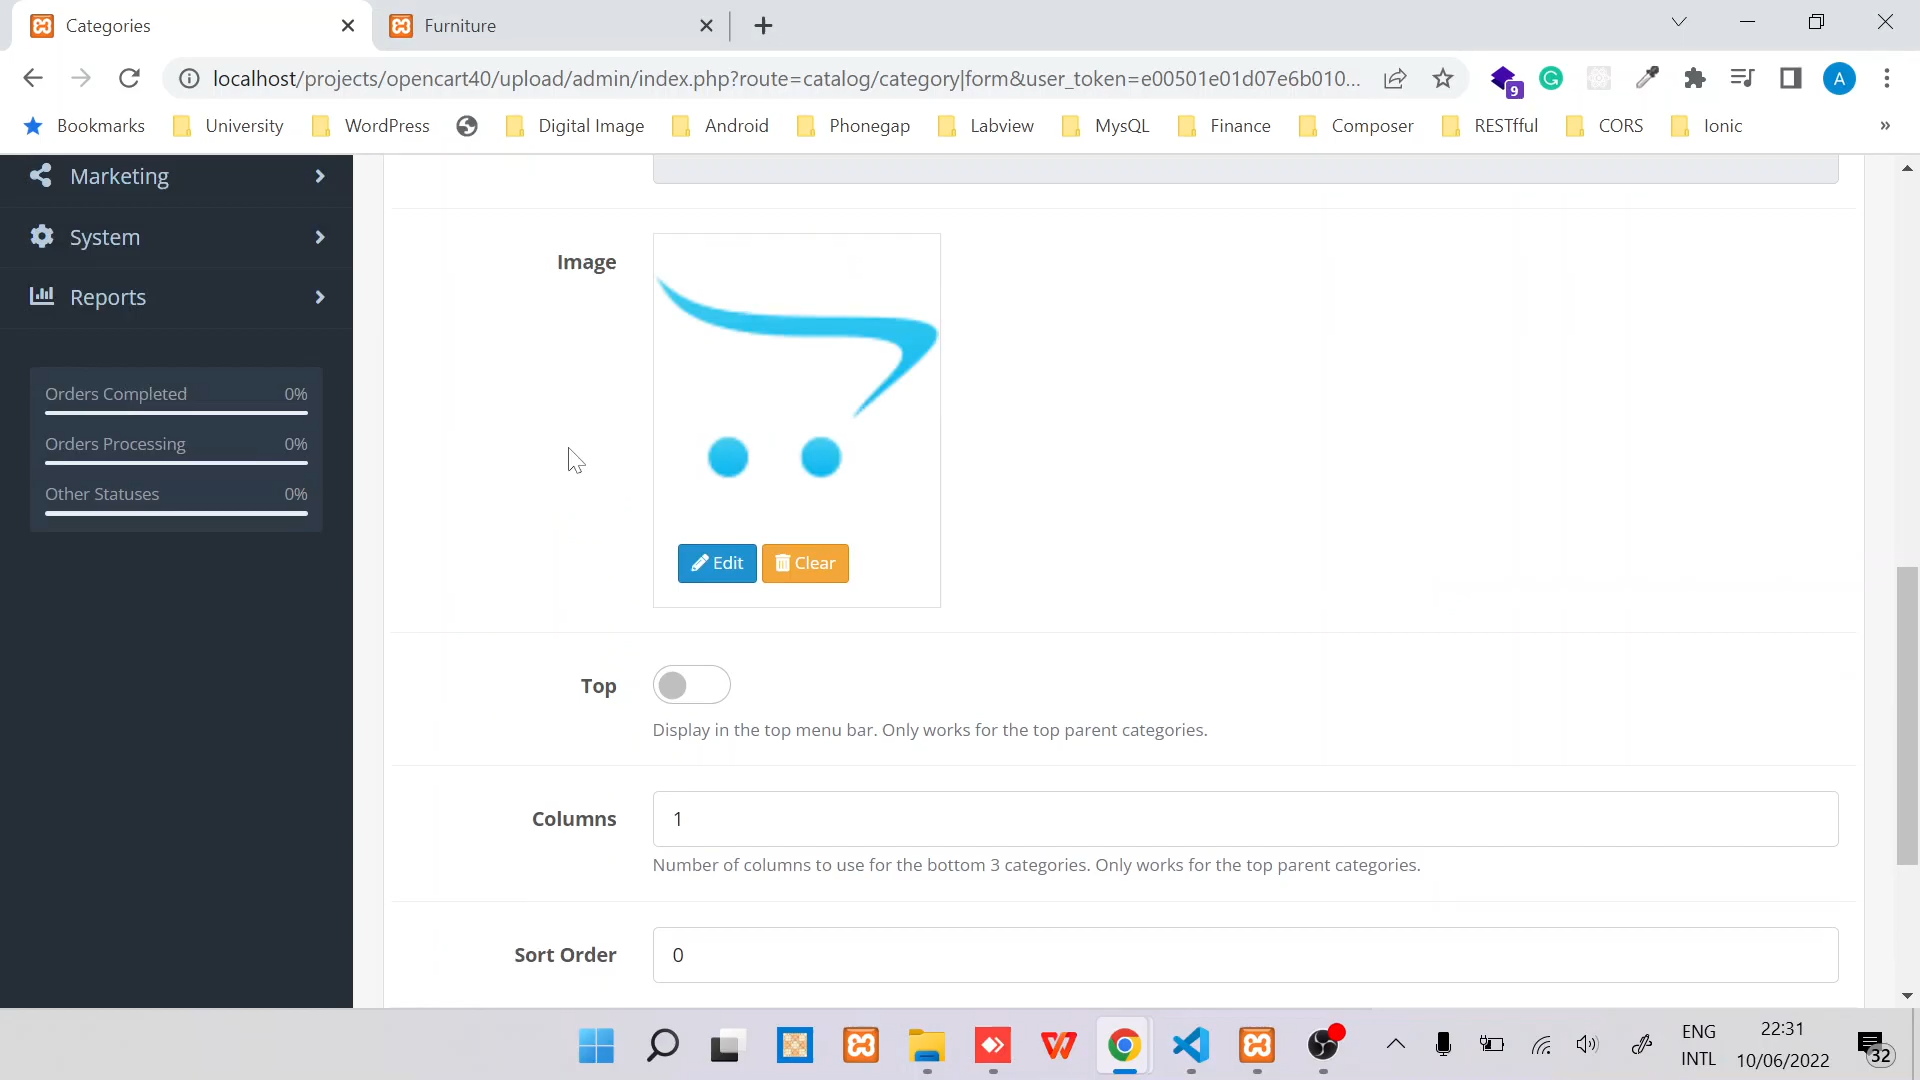 Categories
Furniture
localhost/projects/opencart40/upload/admin/index.php?route=catalog/category|form&user_token=e00501e01d07e6b010...
9
A
Bookmarks
University
WordPress
Digital Image
Android
Phonegap
Labview
MysQL
Finance
Composer
RESTfful
CORS
Ionic
»
Marketing
System
Reports
Orders Completed 0%
Orders Processing 0%
Other Statuses 0%
Image
Edit
Clear
Top
Display in the top menu bar. Only works for the top parent categories.
Columns
1
Number of columns to use for the bottom 3 categories. Only works for the top parent categories.
Sort Order
0
ENG
INTL
22:31
10/06/2022
32